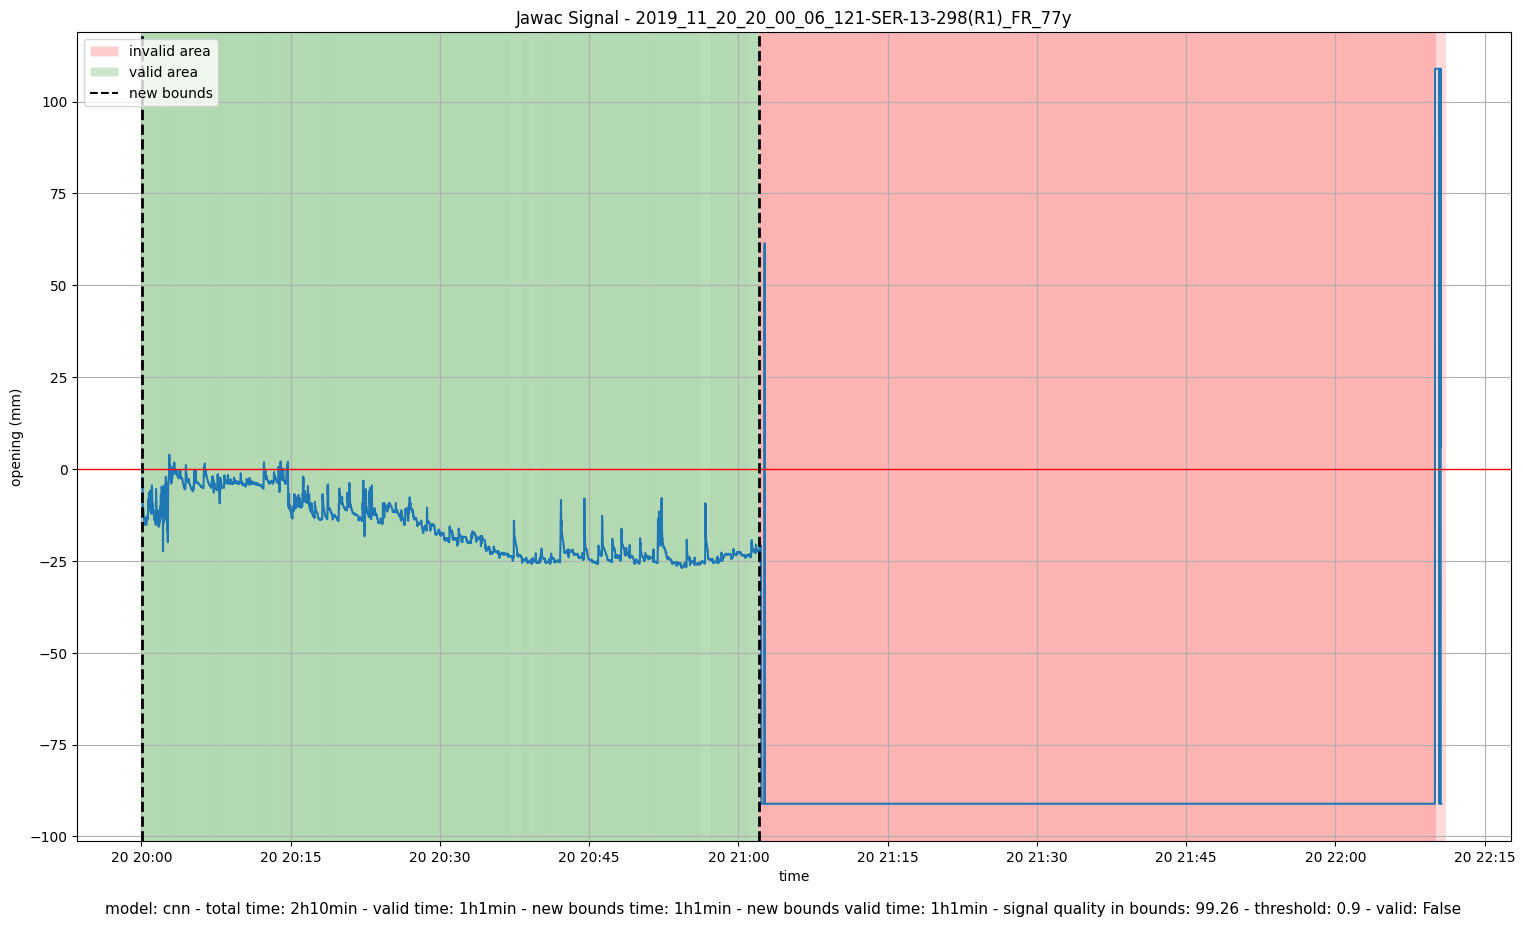 Jawac Signal - 2019_11_20_20_00_06_121-SER-13-298(R1)_FR_77y
invalid area
valid area
new bounds
opening (mm)
100
75
50
25
0
−25
−50
−75
−100
20 20:00 20 20:15 20 20:30 20 20:45 20 21:00 20 21:15 20 21:30 20 21:45 20 22:00 20 22:15
time
model: cnn - total time: 2h10min - valid time: 1h1min - new bounds time: 1h1min - new bounds valid time: 1h1min - signal quality in bounds: 99.26 - threshold: 0.9 - valid: False